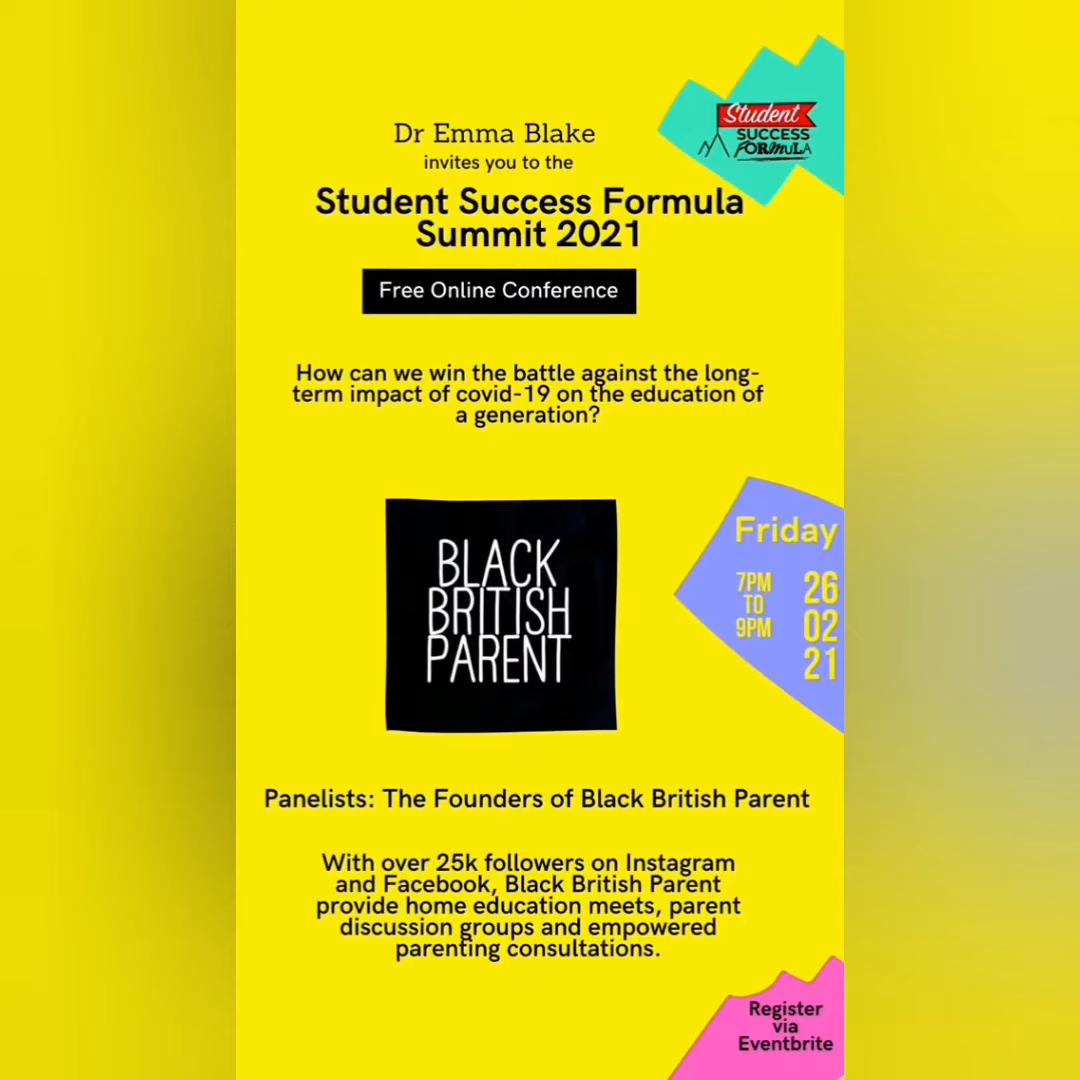 Dr Emma Blake
invites you to the
Student Success Formula
Summit 2021
Student
SUCCESS
FORMULA
Free Online Conference
How can we win the battle against the long-
term impact of covid-19 on the education of
a generation?
BLACK
BRITISH
PARENT
Friday
7PM
TO
9PM
26
02
21
Panelists: The Founders of Black British Parent
With over 25k followers on Instagram
and Facebook, Black British Parent
provide home education meets, parent
discussion groups and empowered
parenting consultations.
Register
via
Eventbrite